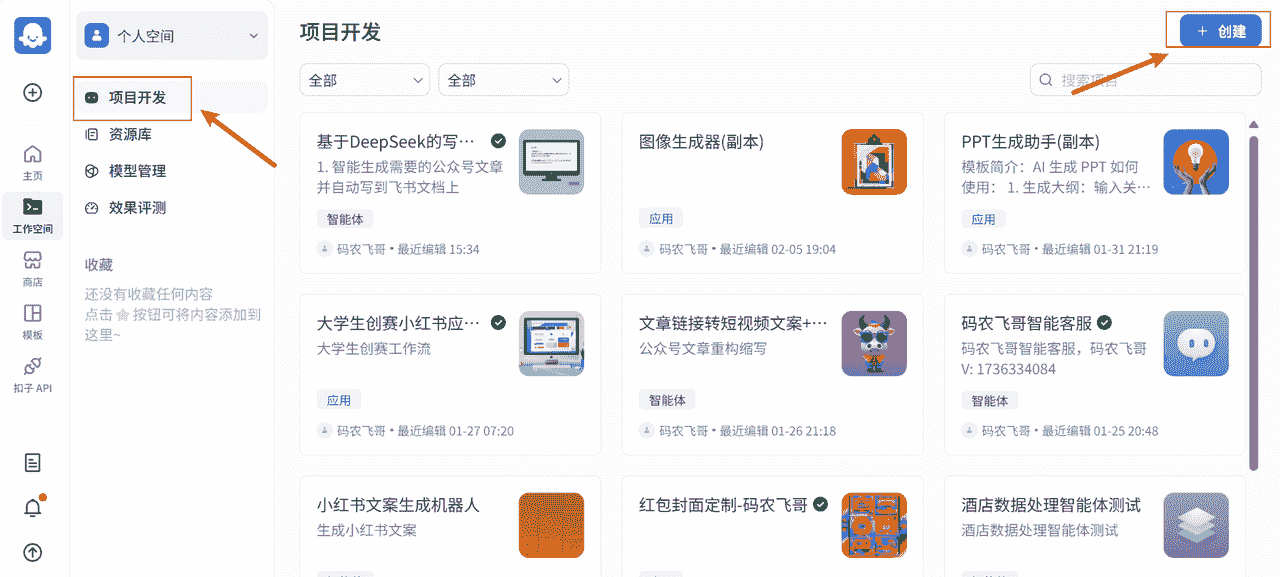 个人空间
项目开发
资源库
模型管理
效果评测
收藏
还没有收藏任何内容
点击 按钮可将内容添加到
这里~
主页
工作空间
商店
模板
扣子 API
项目开发
+ 创建
全部
全部
搜索项目
基于DeepSeek的写⋯
1. 智能生成需要的公众号文章
并自动写到飞书文档上
智能体
码农飞哥 • 最近编辑 15:34
图像生成器(副本)
应用
码农飞哥 • 最近编辑 02-05 19:04
PPT生成助手(副本)
模板简介：AI 生成 PPT 如何
使用： 1. 生成大纲：输入关⋯
应用
码农飞哥 • 最近编辑 01-31 21:19
大学生创赛小红书应⋯
大学生创赛工作流
应用
码农飞哥 • 最近编辑 01-27 07:20
文章链接转短视频文案+⋯
公众号文章重构缩写
智能体
码农飞哥 • 最近编辑 01-26 21:18
码农飞哥智能客服
码农飞哥智能客服，码农飞哥
V: 1736334084
智能体
码农飞哥 • 最近编辑 01-25 20:48
小红书文案生成机器人
生成小红书文案
红包封面定制-码农飞哥
酒店数据处理智能体测试
酒店数据处理智能体测试